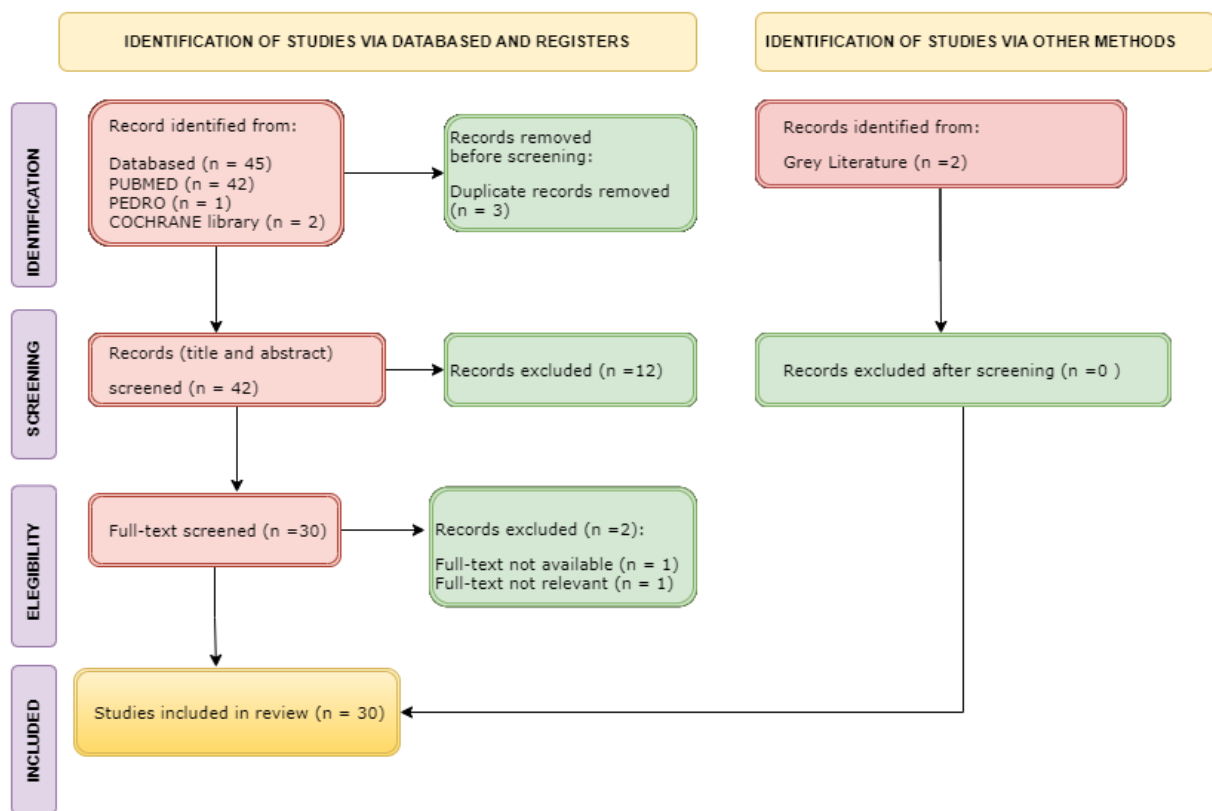 IDENTIFICATION OF STUDIES VIA DATABASED AND REGISTERS
IDENTIFICATION OF STUDIES VIA OTHER METHODS
IDENTIFICATION
Record identified from:
Databased (n = 45)
PUBMED (n = 42)
PEDRO (n = 1)
COCHRANE library (n = 2)
Records removed
before screening:
Duplicate records removed
(n = 3)
Records identified from:
Grey Literature (n =2)
SCREENING
Records (title and abstract)
screened (n = 42)
Records excluded (n =12)
Records excluded after screening (n =0 )
ELEGIBILITY
Full-text screened (n =30)
Records excluded (n =2):
Full-text not available (n = 1)
Full-text not relevant (n = 1)
INCLUDED
Studies included in review (n = 30)